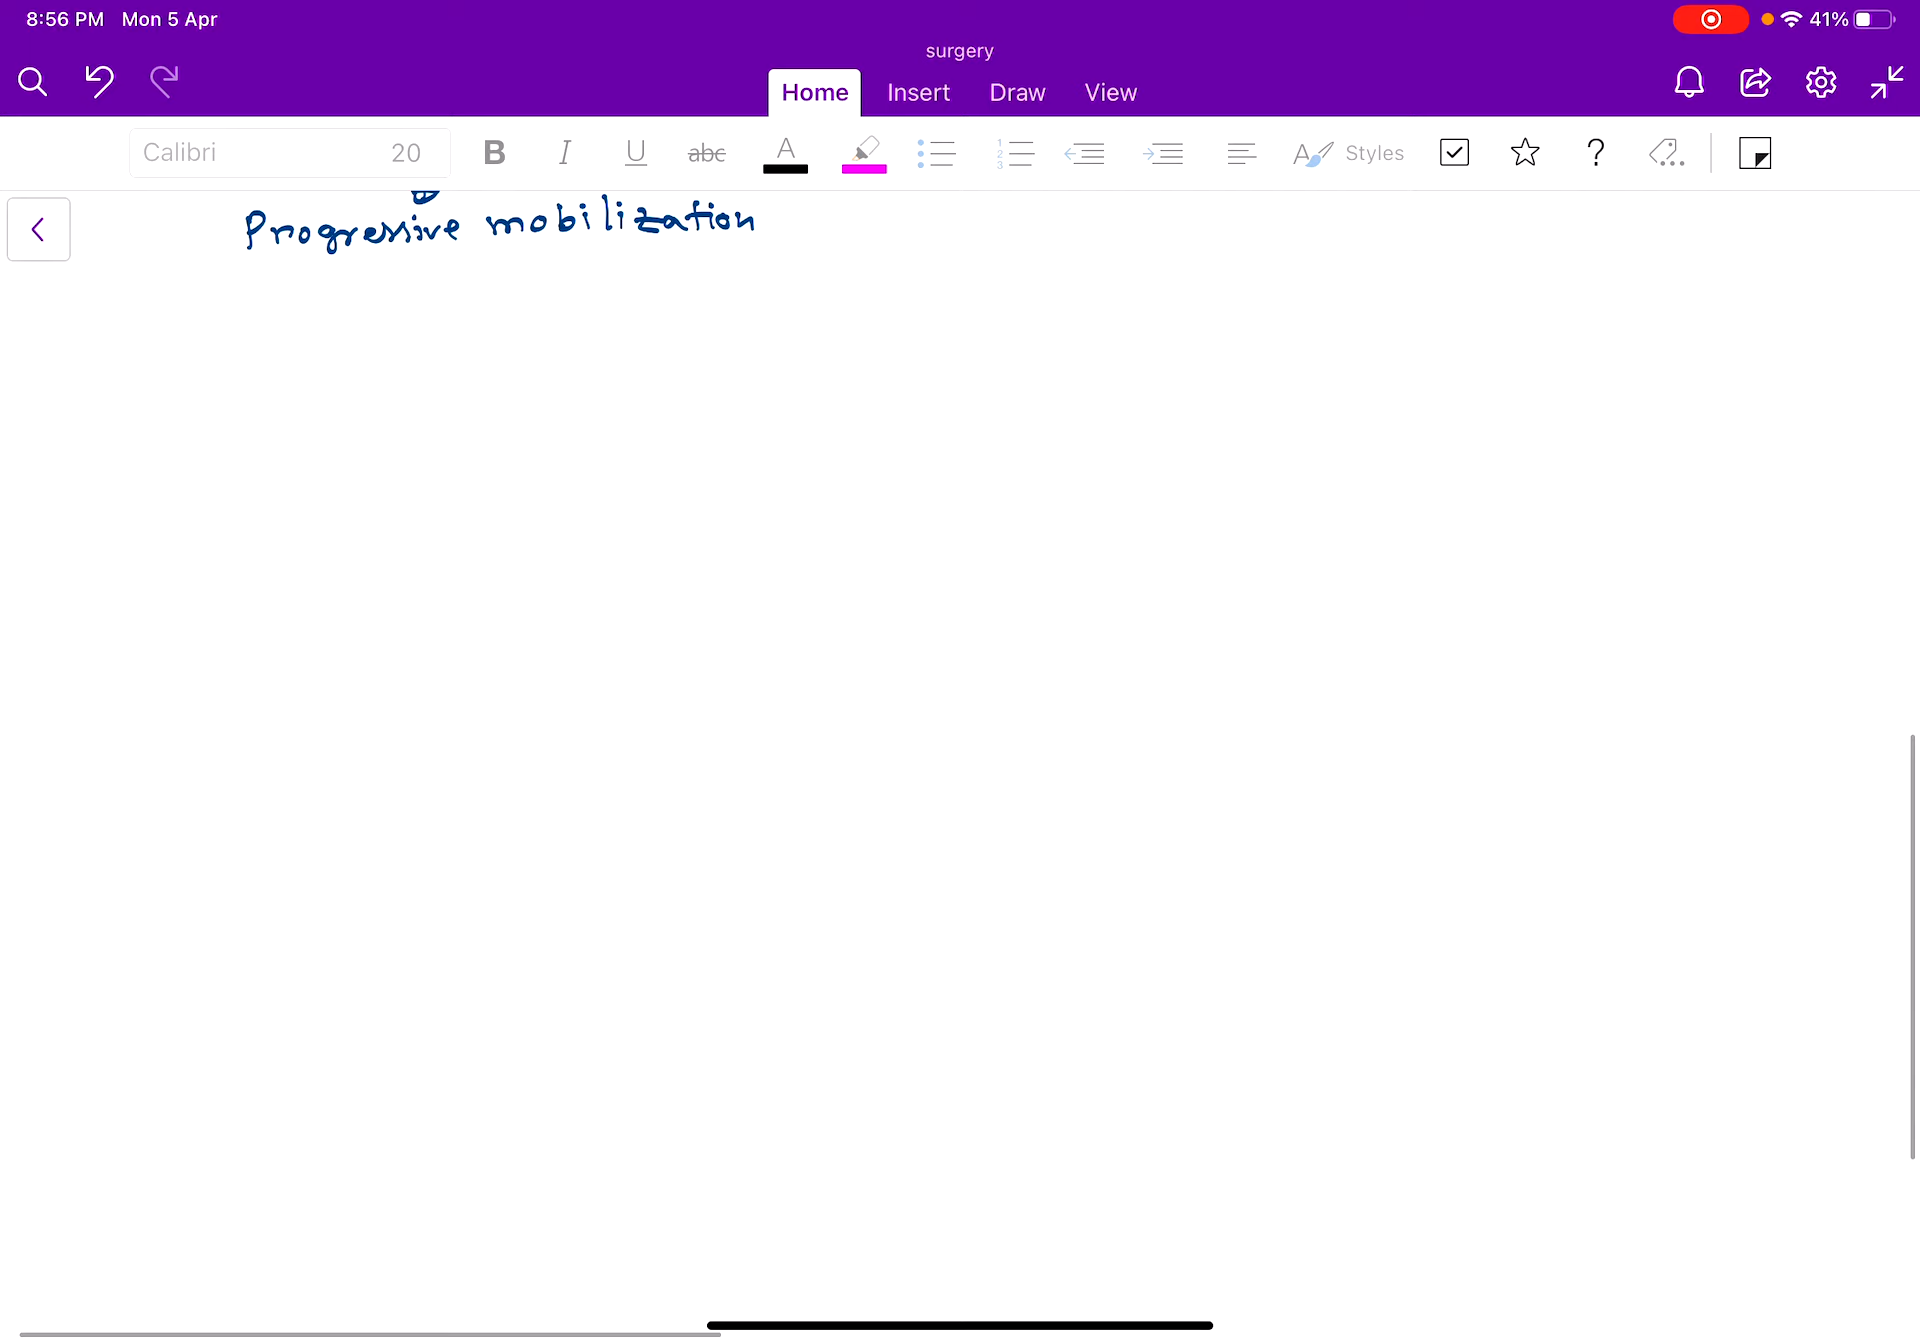 8:56 PM Mon 5 Apr 41%
surgery
Home Insert Draw View
Calibri 20 B I U abc A Styles ?
Progressive mobilization